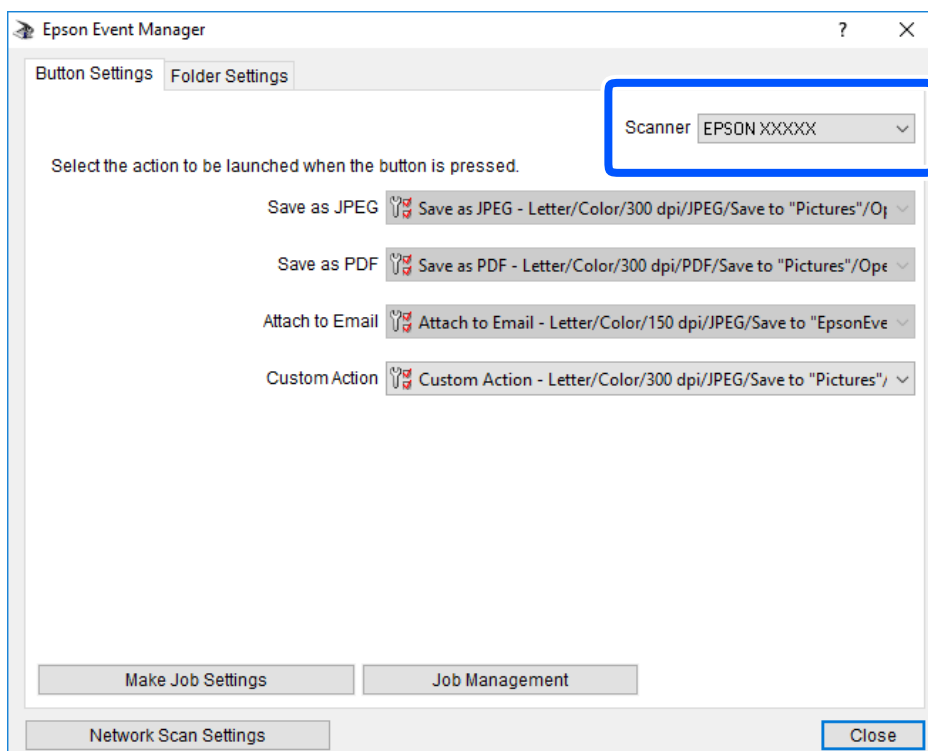 Epson Event Manager ?
Button Settings Folder Settings
Scanner EPSON XXXXX
Select the action to be launched when the button is pressed.
Save as JPEG Save as JPEG - Letter/Color/300 dpi/JPEG/Save to "Pictures"/
Save as PDF Save as PDF - Letter/Color/300 dpi/PDF/Save to "Pictures"/Ope
Attach to Email Attach to Email - Letter/Color/150 dpi/JPEG/Save to "EpsonEve
Custom Action Custom Action - Letter/Color/300 dpi/JPEG/Save to "Pictures"/
Make Job Settings Job Management
Network Scan Settings Close